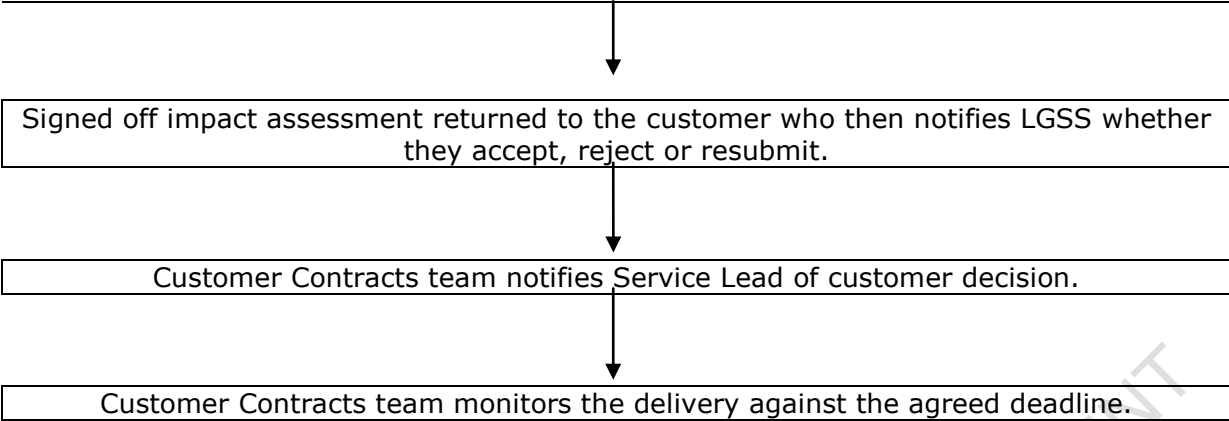 Signed off impact assessment returned to the customer who then notifies LGSS whether
they accept, reject or resubmit.
Customer Contracts team notifies Service Lead of customer decision.
Customer Contracts team monitors the delivery against the agreed deadline.